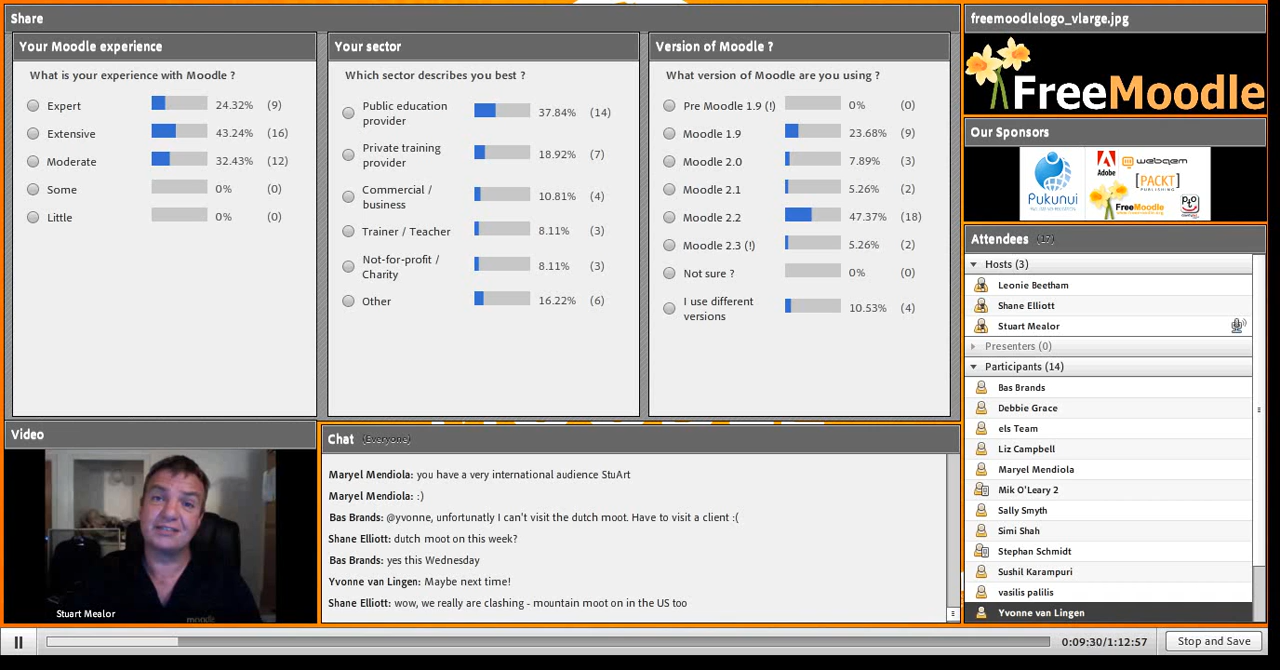 Share
Your Moodle experience
What is your experience with Moodle ?
Expert 24.32% (9)
Extensive 43.24% (16)
Moderate 32.43% (12)
Some 0% (0)
Little 0% (0)
Your sector
Which sector describes you best ?
Public education
provider 37.84% (14)
Private training
provider 18.92% (7)
Commercial /
business 10.81% (4)
Trainer / Teacher 8.11% (3)
Not-for-profit /
Charity 8.11% (3)
Other 16.22% (6)
Version of Moodle ?
What version of Moodle are you using ?
Pre Moodle 1.9 (!) 0% (0)
Moodle 1.9 23.68% (9)
Moodle 2.0 7.89% (3)
Moodle 2.1 5.26% (2)
Moodle 2.2 47.37% (18)
Moodle 2.3 (!) 5.26% (2)
Not sure ? 0% (0)
I use different
versions 10.53% (4)
freemoodlelogo_vlarge.jpg
FreeMoodle
Our Sponsors
Pukunui
Adobe
webqem
[PACKT]
PUBLISHING
FreeMoodle
Attendees (17)
Hosts (3)
Leonie Beetham
Shane Elliott
Stuart Mealor
Presenters (0)
Participants (14)
Bas Brands
Debbie Grace
els Team
Liz Campbell
Maryel Mendiola
Mik O'Leary 2
Sally Smyth
Simi Shah
Stephan Schmidt
Sushil Karampuri
vasilis palilis
Yvonne van Lingen
Video
Stuart Mealor
Chat (Everyone)
Maryel Mendiola: you have a very international audience StuArt
Maryel Mendiola: :)
Bas Brands: @yvonne, unfortunatly I can't visit the dutch moot. Have to visit a client :(
Shane Elliott: dutch moot on this week?
Bas Brands: yes this Wednesday
Yvonne van Lingen: Maybe next time!
Shane Elliott: wow, we really are clashing - mountain moot on in the US too
0:09:30/1:12:57
Stop and Save